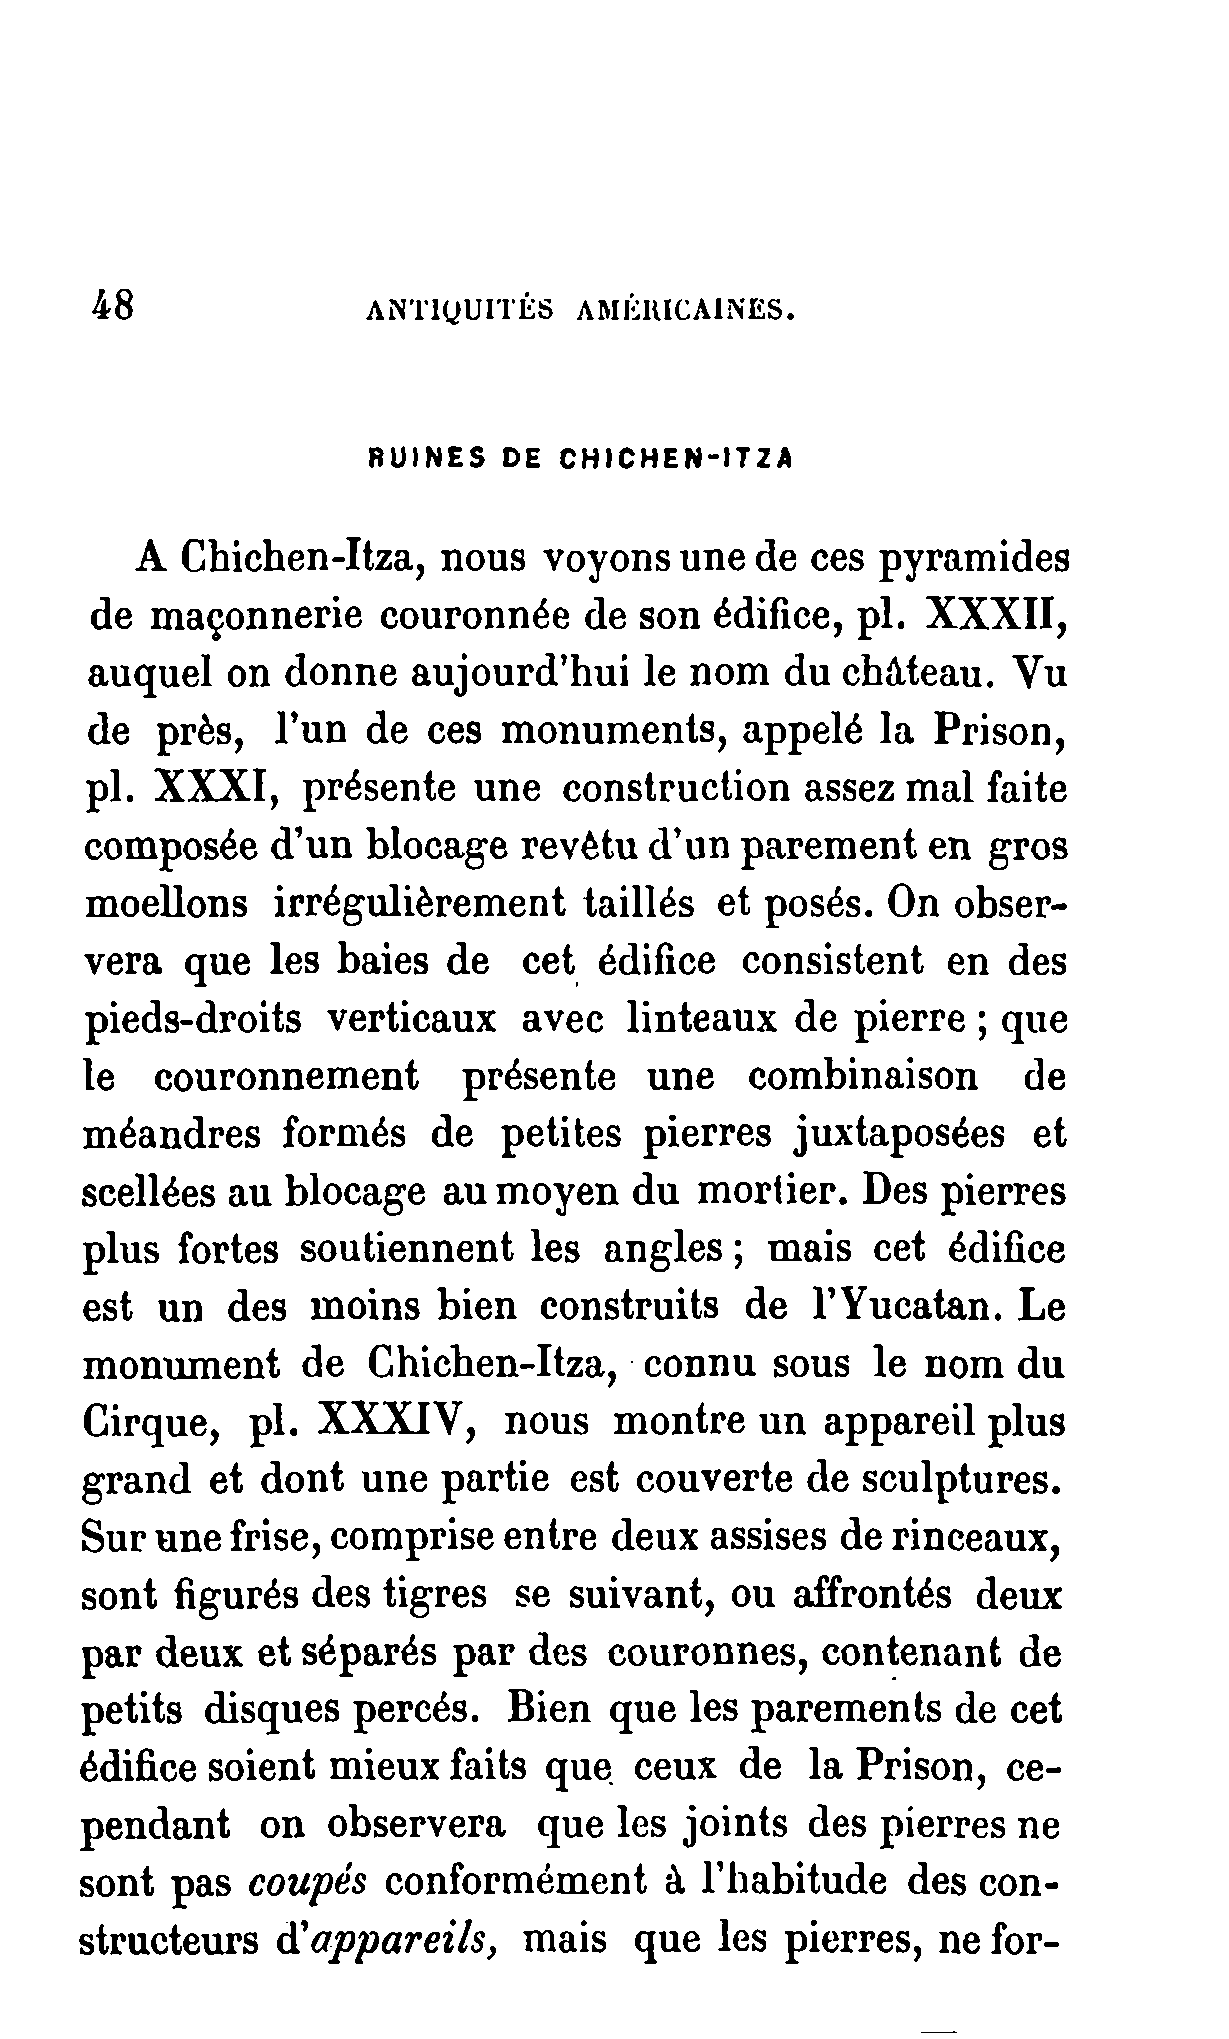 48 ANTIQUITÉS AMÉRICAINES.
RUINES DE CHICHEN-ITZA
A Chichen-Itza, nous voyons une de ces pyramides
de maçonnerie couronnée de son édifice, pl. XXXII,
auquel on donne aujourd'hui le nom du château. Vu
de près, l'un de ces monuments, appelé la Prison,
pl. XXXI, présente une construction assez mal faite
composée d'un blocage revêtu d'un parement en gros
moellons irrégulièrement taillés et posés. On obser-
vera que les baies de cet édifice consistent en des
pieds-droits verticaux avec linteaux de pierre ; que
le couronnement présente une combinaison de
méandres formés de petites pierres juxtaposées et
scellées au blocage au moyen du mortier. Des pierres
plus fortes soutiennent les angles ; mais cet édifice
est un des moins bien construits de l'Yucatan. Le
monument de Chichen-Itza, connu sous le nom du
Cirque, pl. XXXIV, nous montre un appareil plus
grand et dont une partie est couverte de sculptures.
Sur une frise, comprise entre deux assises de rinceaux,
sont figurés des tigres se suivant, ou affrontés deux
par deux et séparés par des couronnes, contenant de
petits disques percés. Bien que les parements de cet
édifice soient mieux faits que ceux de la Prison, ce-
pendant on observera que les joints des pierres ne
sont pas coupés conformément à l'habitude des con-
structeurs d'appareils, mais que les pierres, ne for-